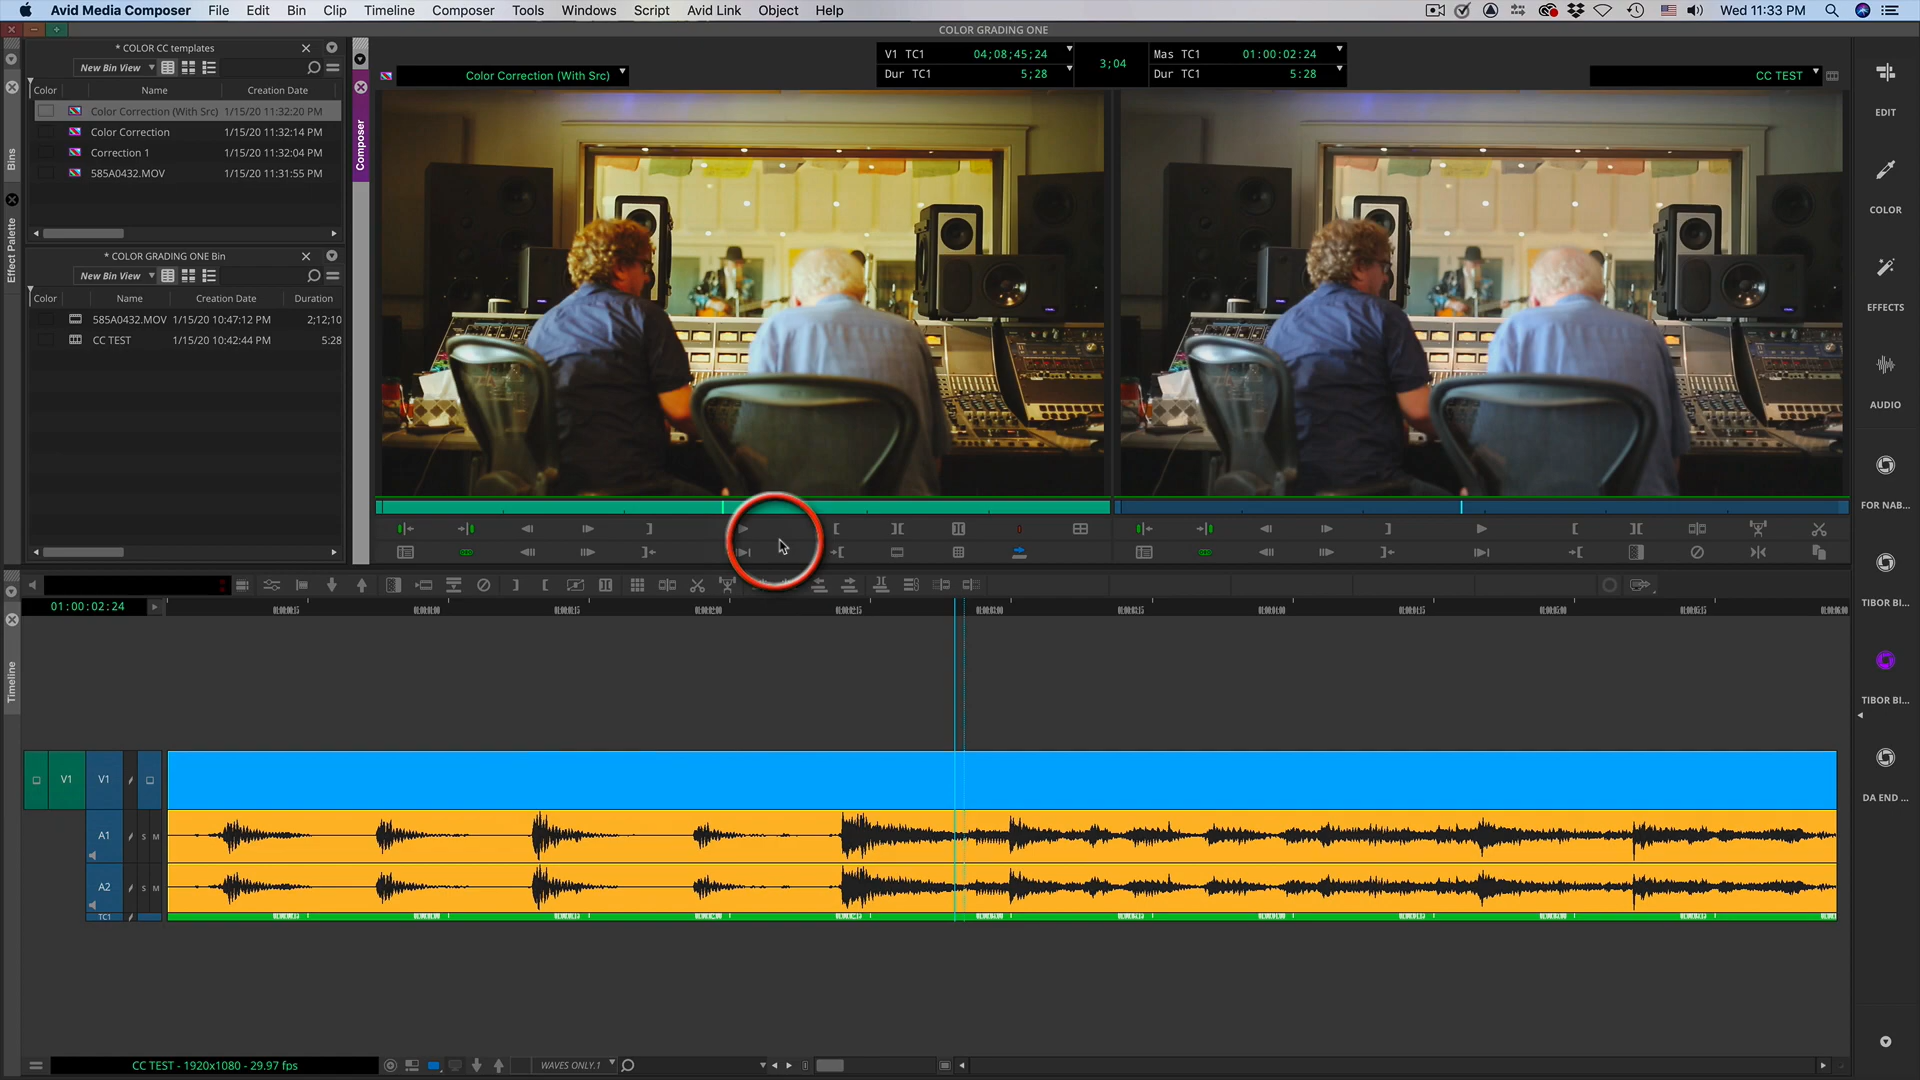 Avid Media Composer File Edit Bin Clip Timeline Composer Tools Windows Script Avid Link Object Help Wed 11:33 PM
COLOR GRADING ONE
* COLOR CC templates
New Bin View
Color Name Creation Date
Color Correction (With Src) 1/15/20 11:32:20 PM
Color Correction 1/15/20 11:32:14 PM
Correction 1 1/15/20 11:32:04 PM
585A0432.MOV 1/15/20 11:31:55 PM
* COLOR GRADING ONE Bin
New Bin View
Color Name Creation Date Duration
585A0432.MOV 1/15/20 10:47:12 PM 2;12;10
CC TEST 1/15/20 10:42:44 PM 5:28
Bins
Effect Palette
Composer
Color Correction (With Src)
V1 TC1 04;08;45;24
Dur TC1 5;28
3;04
Mas TC1 01:00:02:24
Dur TC1 5:28
CC TEST
EDIT
COLOR
EFFECTS
AUDIO
FOR NAB...
TIBOR BI...
TIBOR BI...
DA END ...
01:00:02:24
Timeline
V1 V1
A1 S M
A2 S M
TC1
CC TEST - 1920x1080 - 29.97 fps
WAVES ONLY.1